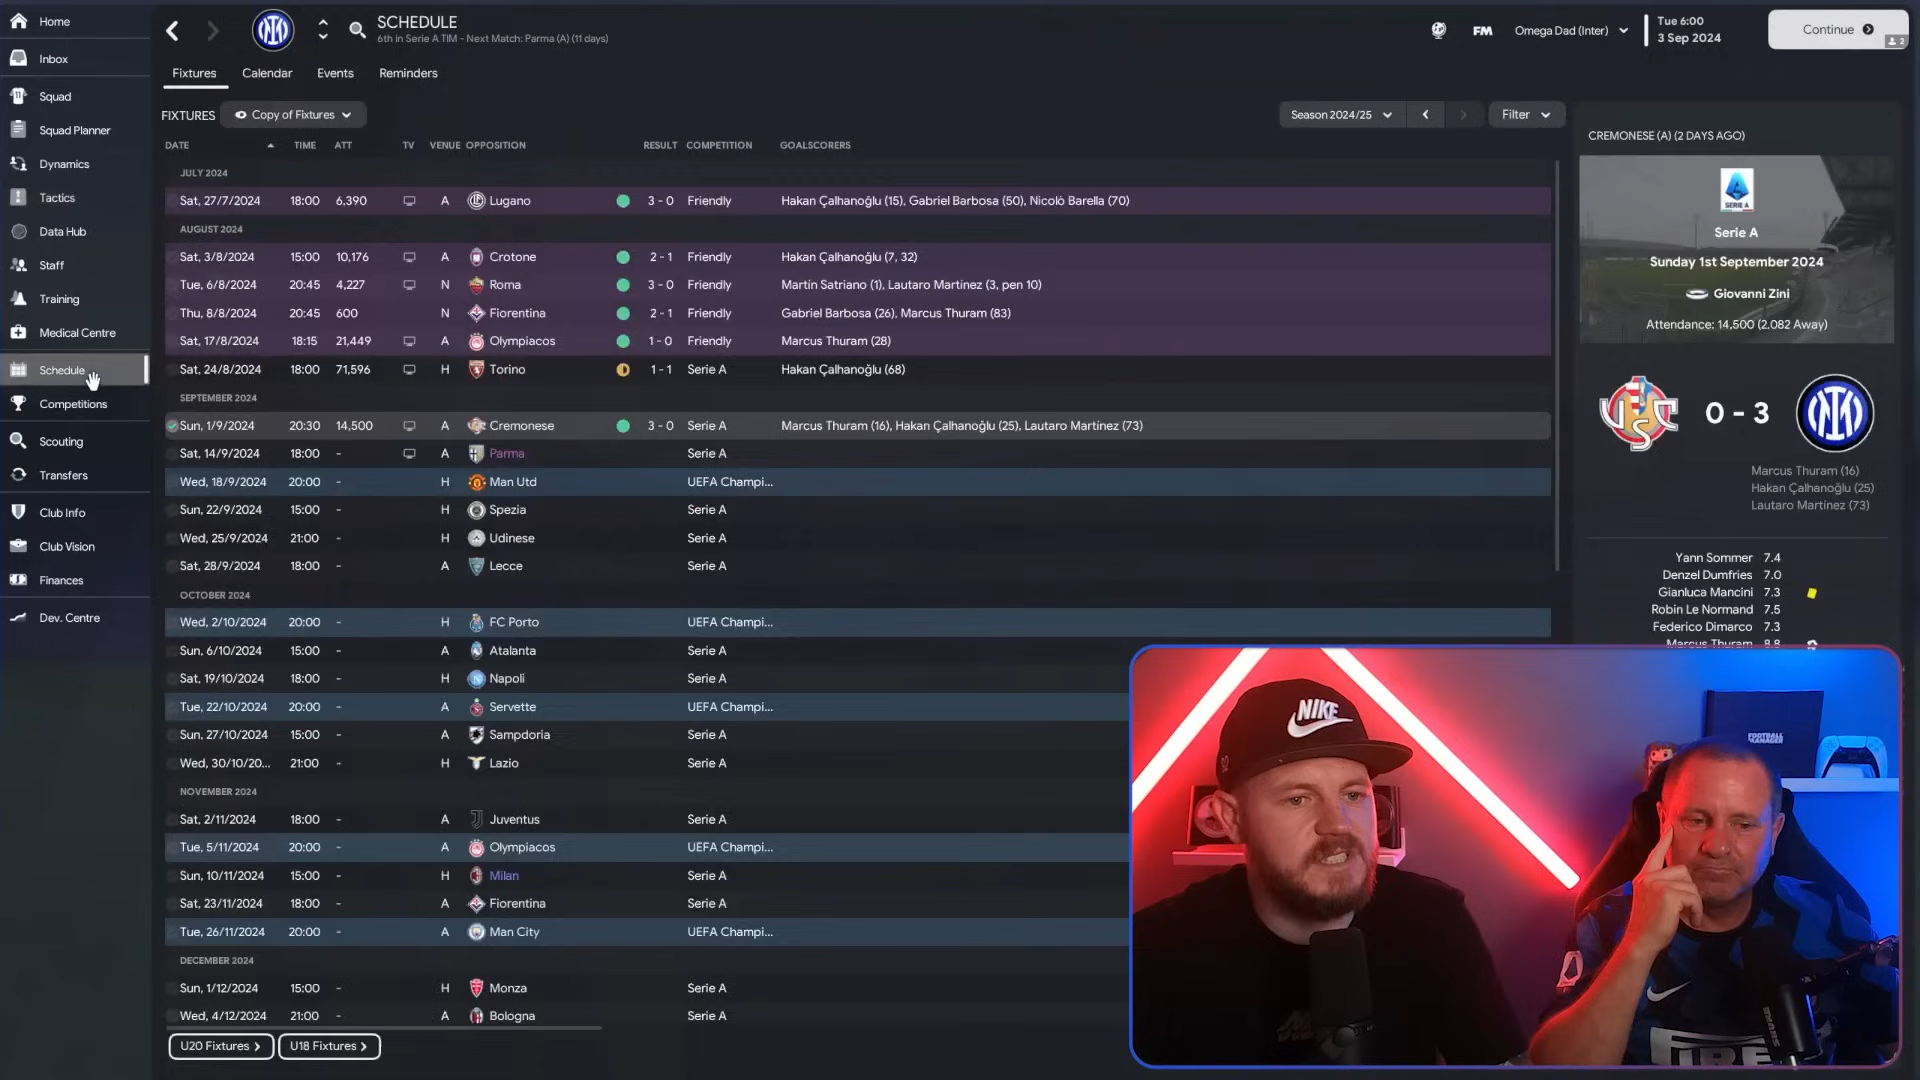 Home
SCHEDULE
6th in Serie A TIM - Next Match: Parma (A) (11 days)
FM
Omega Dad (Inter)
Tue 6:00
3 Sep 2024
Continue
2
Inbox
Squad
Squad Planner
Dynamics
Tactics
Data Hub
Staff
Training
Medical Centre
Schedule
Competitions
Scouting
Transfers
Club Info
Club Vision
Finances
Dev. Centre
Fixtures Calendar Events Reminders
FIXTURES Copy of Fixtures Season 2024/25 Filter
DATE TIME ATT TV VENUE OPPOSITION RESULT COMPETITION GOALSCORERS
JULY 2024
Sat, 27/7/2024 18:00 6,390 A Lugano 3 - 0 Friendly Hakan Çalhanoğlu (15), Gabriel Barbosa (50), Nicolò Barella (70)
AUGUST 2024
Sat, 3/8/2024 15:00 10,176 A Crotone 2 - 1 Friendly Hakan Çalhanoğlu (7, 32)
Tue, 6/8/2024 20:45 4,227 N Roma 3 - 0 Friendly Martín Satriano (1), Lautaro Martínez (3, pen 10)
Thu, 8/8/2024 20:45 600 N Fiorentina 2 - 1 Friendly Gabriel Barbosa (26), Marcus Thuram (83)
Sat, 17/8/2024 18:15 21,449 A Olympiacos 1 - 0 Friendly Marcus Thuram (28)
Sat, 24/8/2024 18:00 71,596 H Torino 1 - 1 Serie A Hakan Çalhanoğlu (68)
SEPTEMBER 2024
Sun, 1/9/2024 20:30 14,500 A Cremonese 3 - 0 Serie A Marcus Thuram (16), Hakan Çalhanoğlu (25), Lautaro Martínez (73)
Sat, 14/9/2024 18:00 - A Parma Serie A
Wed, 18/9/2024 20:00 - H Man Utd UEFA Champi...
Sun, 22/9/2024 15:00 - H Spezia Serie A
Wed, 25/9/2024 21:00 - H Udinese Serie A
Sat, 28/9/2024 18:00 - A Lecce Serie A
OCTOBER 2024
Wed, 2/10/2024 20:00 - H FC Porto UEFA Champi...
Sun, 6/10/2024 15:00 - A Atalanta Serie A
Sat, 19/10/2024 18:00 - H Napoli Serie A
Tue, 22/10/2024 20:00 - A Servette UEFA Champi...
Sun, 27/10/2024 15:00 - A Sampdoria Serie A
Wed, 30/10/20... 21:00 - H Lazio Serie A
NOVEMBER 2024
Sat, 2/11/2024 18:00 - A Juventus Serie A
Tue, 5/11/2024 20:00 - A Olympiacos UEFA Champi...
Sun, 10/11/2024 15:00 - H Milan Serie A
Sat, 23/11/2024 18:00 - A Fiorentina Serie A
Tue, 26/11/2024 20:00 - A Man City UEFA Champi...
DECEMBER 2024
Sun, 1/12/2024 15:00 - H Monza Serie A
Wed, 4/12/2024 21:00 - A Bologna Serie A
U20 Fixtures U18 Fixtures
CREMONESE (A) (2 DAYS AGO)
SERIE A
Serie A
Sunday 1st September 2024
Giovanni Zini
Attendance: 14,500 (2,082 Away)
0 - 3
Marcus Thuram (16)
Hakan Çalhanoğlu (25)
Lautaro Martínez (73)
Yann Sommer 7.4
Denzel Dumfries 7.0
Gianluca Mancini 7.3
Robin Le Normand 7.5
Federico Dimarco 7.3
Marcus Thuram 8.8
NIKE
FOOTBALL
MANAGER